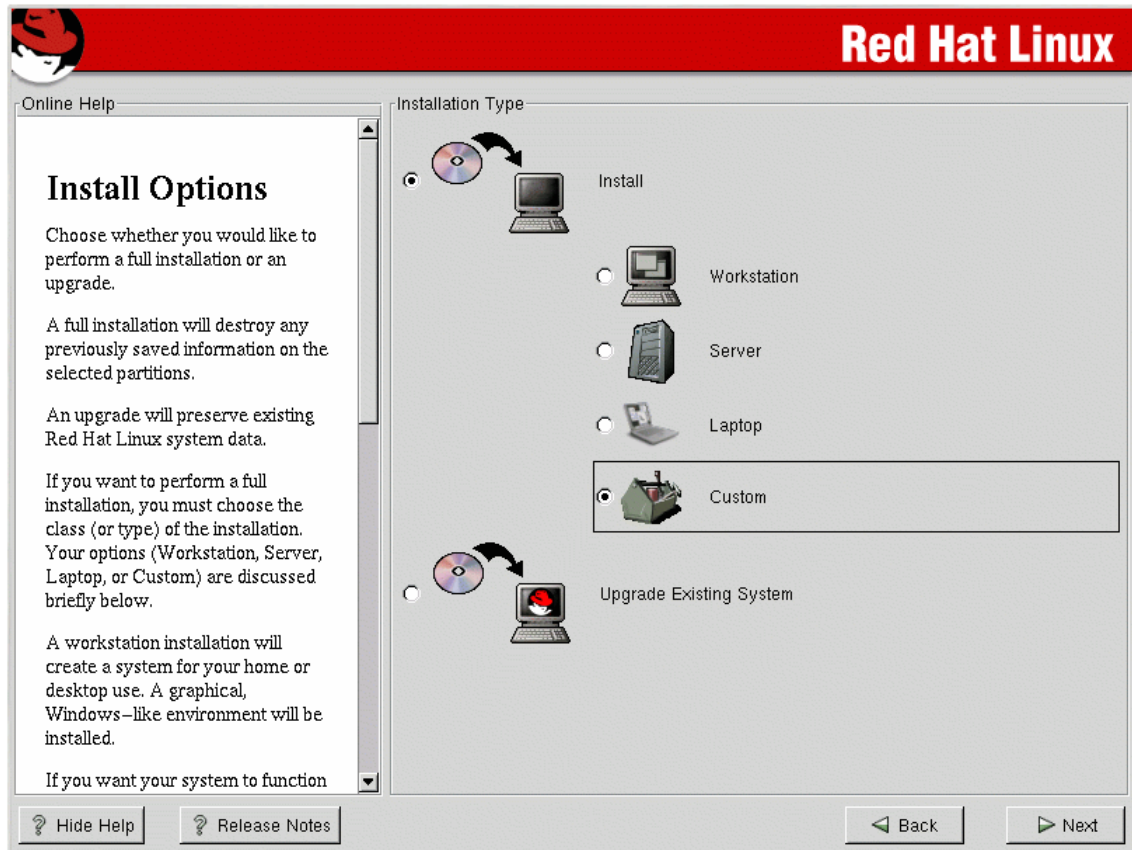 Red Hat Linux
Online Help
Install Options
Choose whether you would like to
perform a full installation or an
upgrade.
A full installation will destroy any
previously saved information on the
selected partitions.
An upgrade will preserve existing
Red Hat Linux system data.
If you want to perform a full
installation, you must choose the
class (or type) of the installation.
Your options (Workstation, Server,
Laptop, or Custom) are discussed
briefly below.
A workstation installation will
create a system for your home or
desktop use. A graphical,
Windows-like environment will be
installed.
If you want your system to function
Installation Type
Install
Workstation
Server
Laptop
Custom
Upgrade Existing System
? Hide Help
? Release Notes
Back
Next